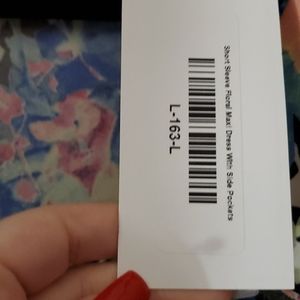 Short Sleeve Floral Maxi Dress With Side Pockets
L-163-L